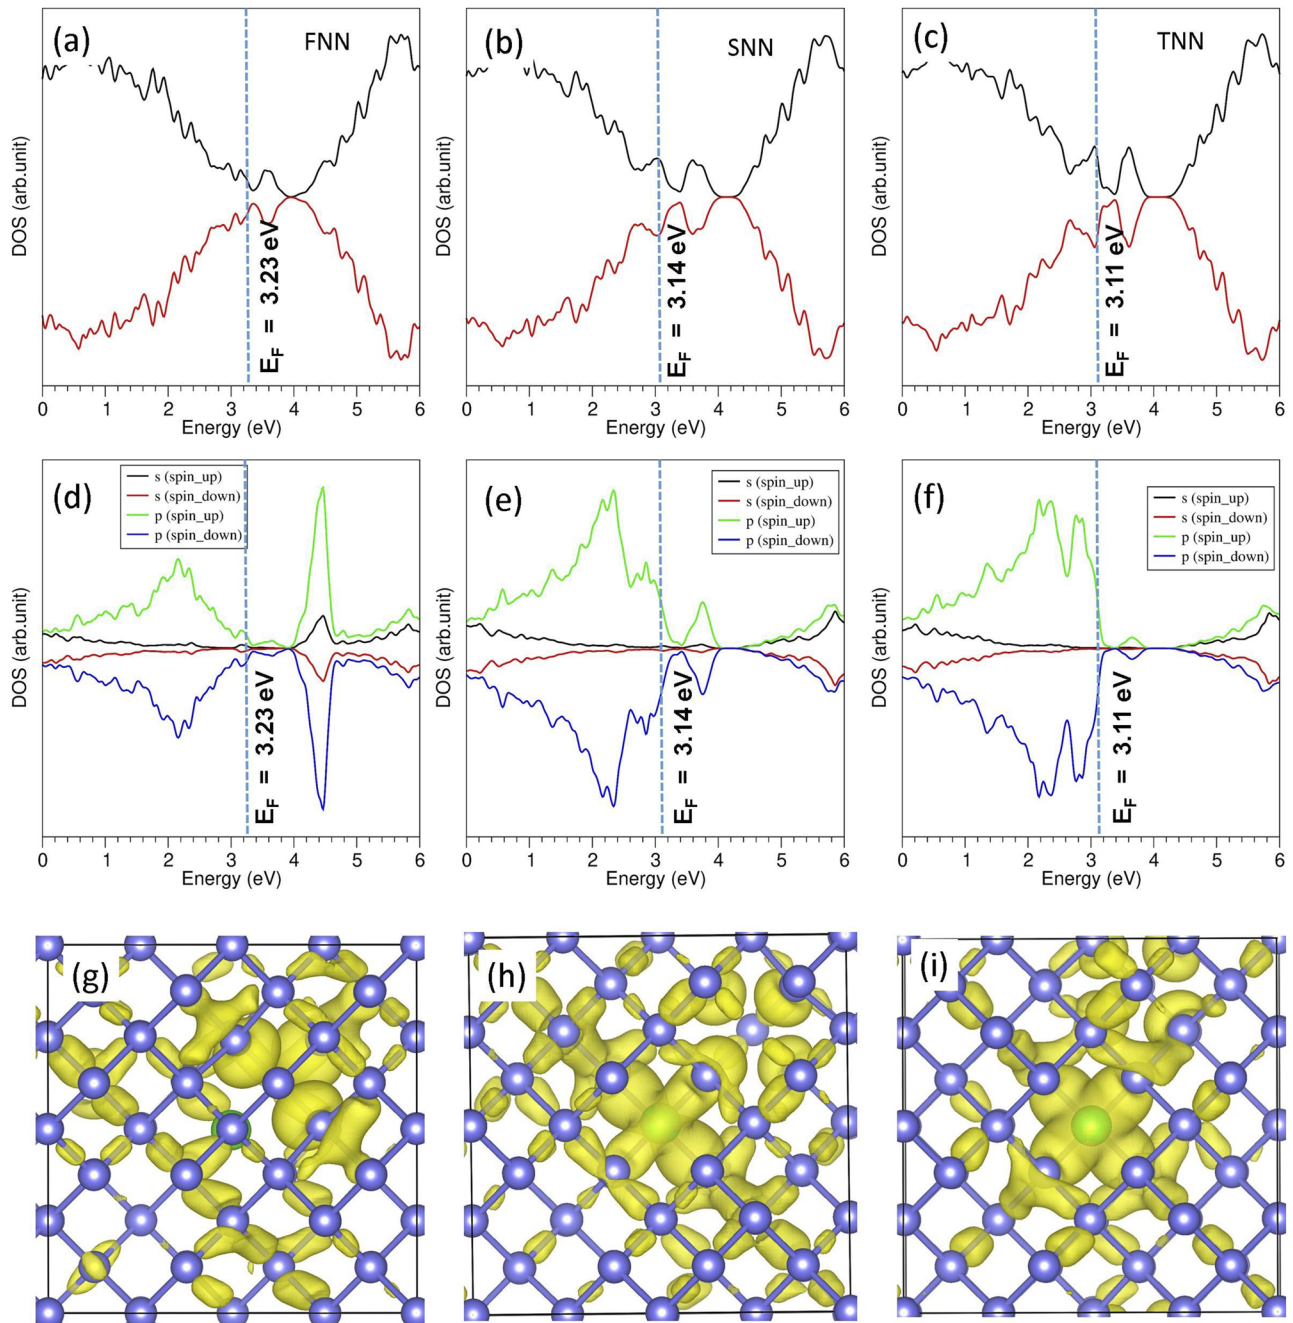 (a) FNN
DOS (arb.unit)
E_F = 3.23 eV
0 1 2 3 4 5 6
Energy (eV)
(b) SNN
DOS (arb.unit)
E_F = 3.14 eV
0 1 2 3 4 5 6
Energy (eV)
(c) TNN
DOS (arb.unit)
E_F = 3.11 eV
0 1 2 3 4 5 6
Energy (eV)
(d)
s (spin_up)
s (spin_down)
p (spin_up)
p (spin_down)
DOS (arb.unit)
E_F = 3.23 eV
0 1 2 3 4 5 6
Energy (eV)
(e)
s (spin_up)
s (spin_down)
p (spin_up)
p (spin_down)
DOS (arb.unit)
E_F = 3.14 eV
0 1 2 3 4 5 6
Energy (eV)
(f)
s (spin_up)
s (spin_down)
p (spin_up)
p (spin_down)
DOS (arb.unit)
E_F = 3.11 eV
0 1 2 3 4 5 6
Energy (eV)
(g)
(h)
(i)